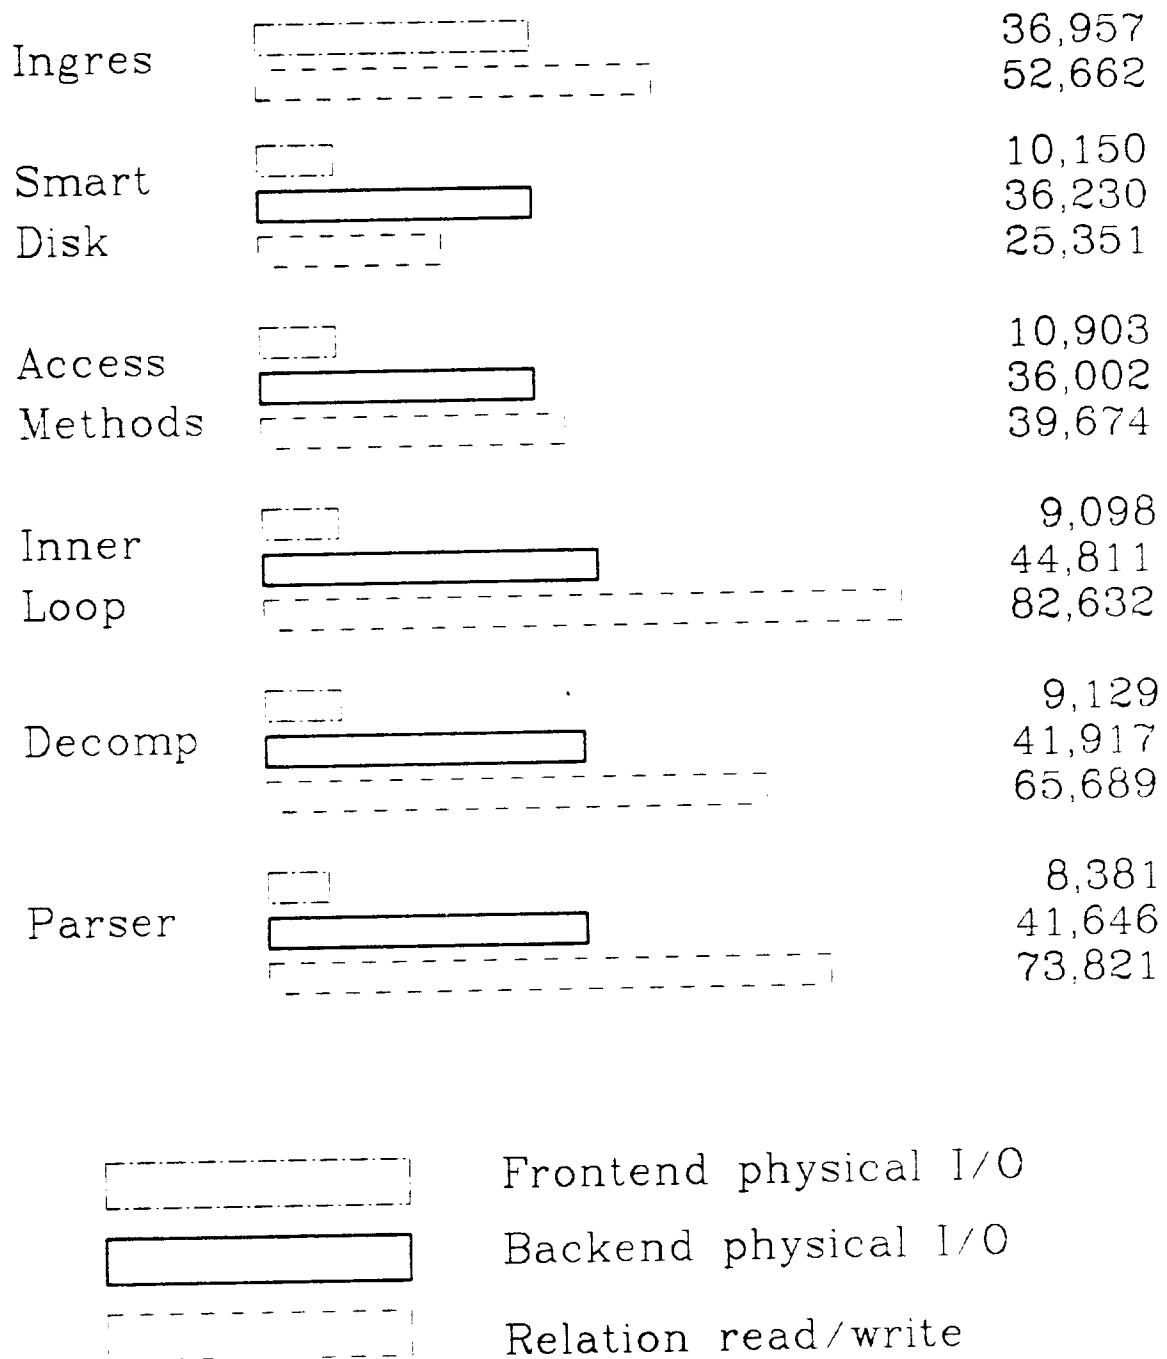 Ingres
36,957
52,662
Smart
Disk
10,150
36,230
25,351
Access
Methods
10,903
36,002
39,674
Inner
Loop
9,098
44,811
82,632
Decomp
9,129
41,917
65,689
Parser
8,381
41,646
73,821
Frontend physical I/O
Backend physical I/O
Relation read/write